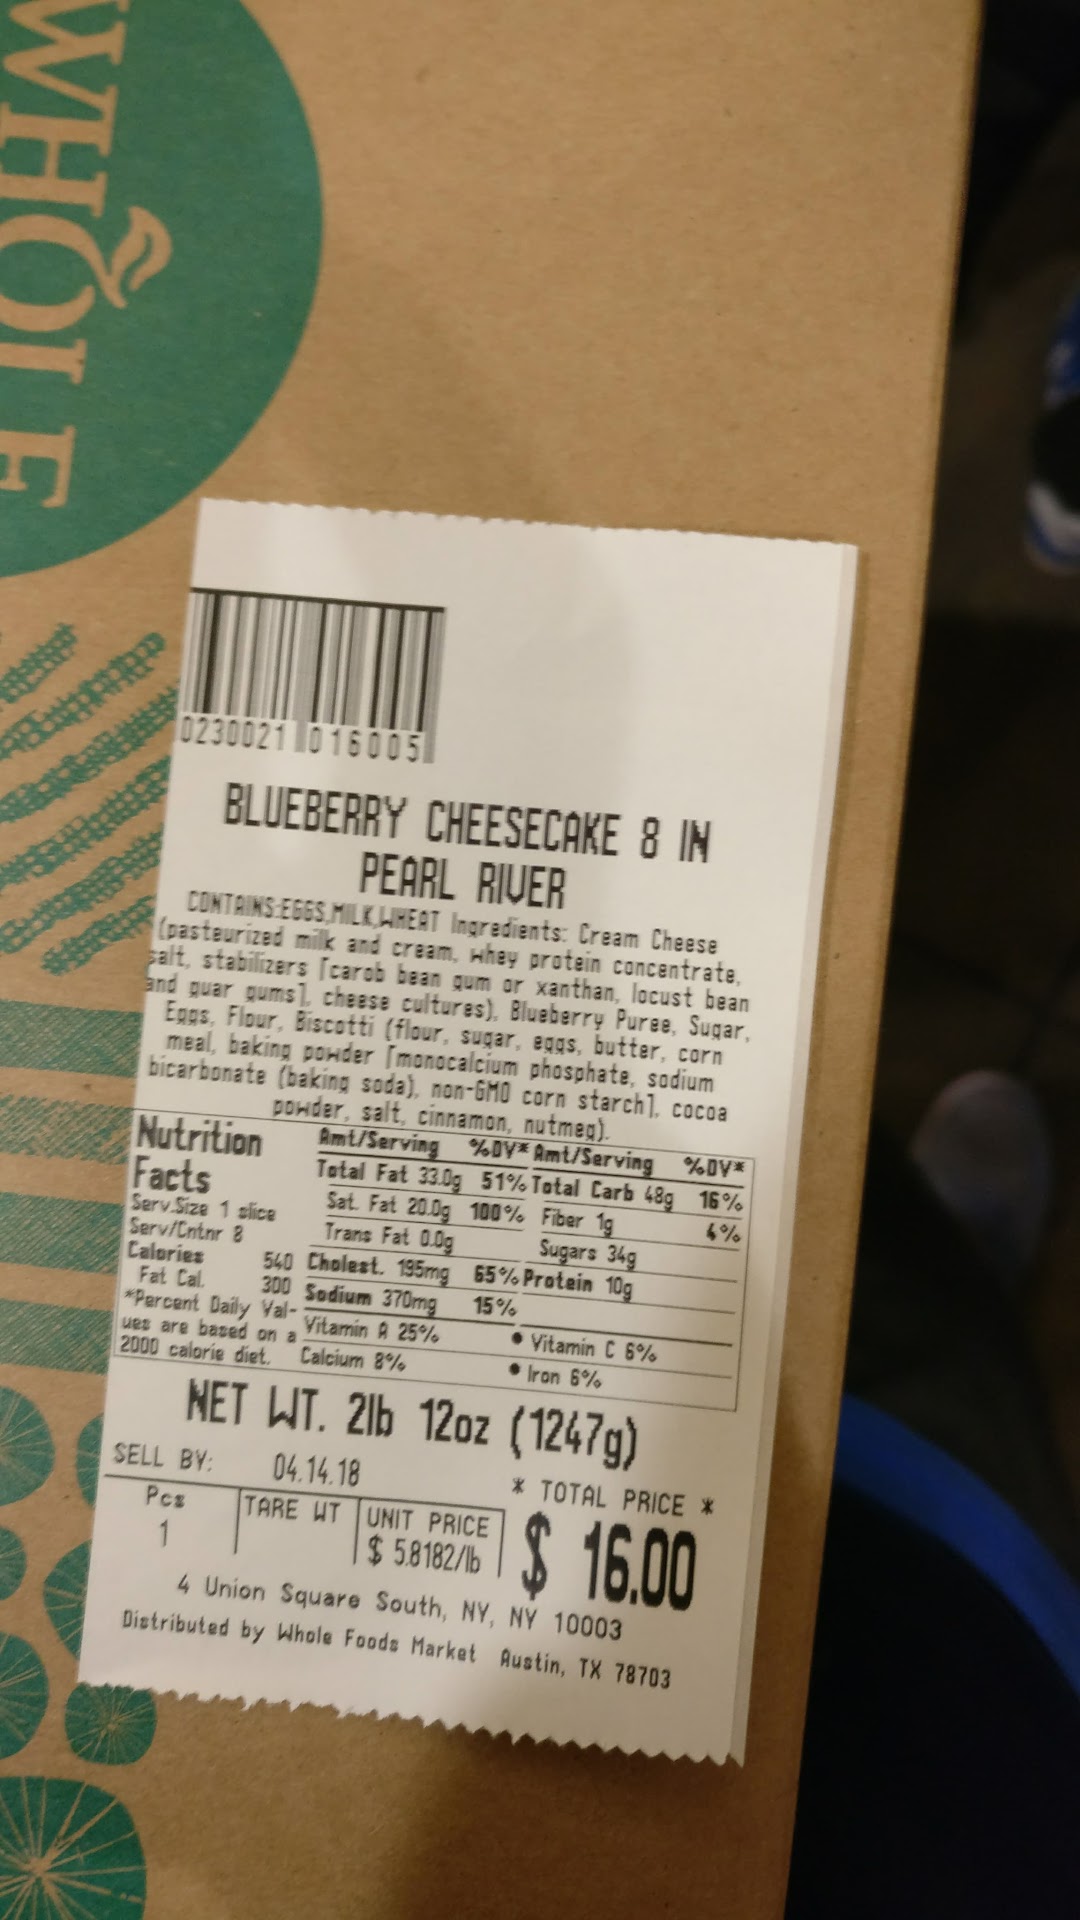 WHOLE
0230021 016005
BLUEBERRY CHEESECAKE 8 IN
PEARL RIVER
CONTAINS:EGGS,MILK,WHEAT Ingredients: Cream Cheese
(pasteurized milk and cream, whey protein concentrate,
salt, stabilizers [carob bean gum or xanthan, locust bean
and guar gums], cheese cultures), Blueberry Puree, Sugar,
Eggs, Flour, Biscotti (flour, sugar, eggs, butter, corn
meal, baking powder [monocalcium phosphate, sodium
bicarbonate (baking soda), non-GMO corn starch], cocoa
powder, salt, cinnamon, nutmeg).
Nutrition
Facts
Serv.Size 1 slice
Serv/Cntnr 8
Calories 540
Fat Cal. 300
*Percent Daily Val-
ues are based on a
2000 calorie diet.
Amt/Serving %DV* Amt/Serving %DV*
Total Fat 33.0g 51% Total Carb 48g 16%
Sat. Fat 20.0g 100% Fiber 1g 4%
Trans Fat 0.0g Sugars 34g
Cholest. 195mg 65% Protein 10g
Sodium 370mg 15%
Vitamin A 25% • Vitamin C 6%
Calcium 8% • Iron 6%
NET WT. 2lb 12oz (1247g)
SELL BY: 04.14.18
* TOTAL PRICE *
Pcs TARE WT UNIT PRICE
1 $ 5.8182/lb $ 16.00
4 Union Square South, NY, NY 10003
Distributed by Whole Foods Market Austin, TX 78703